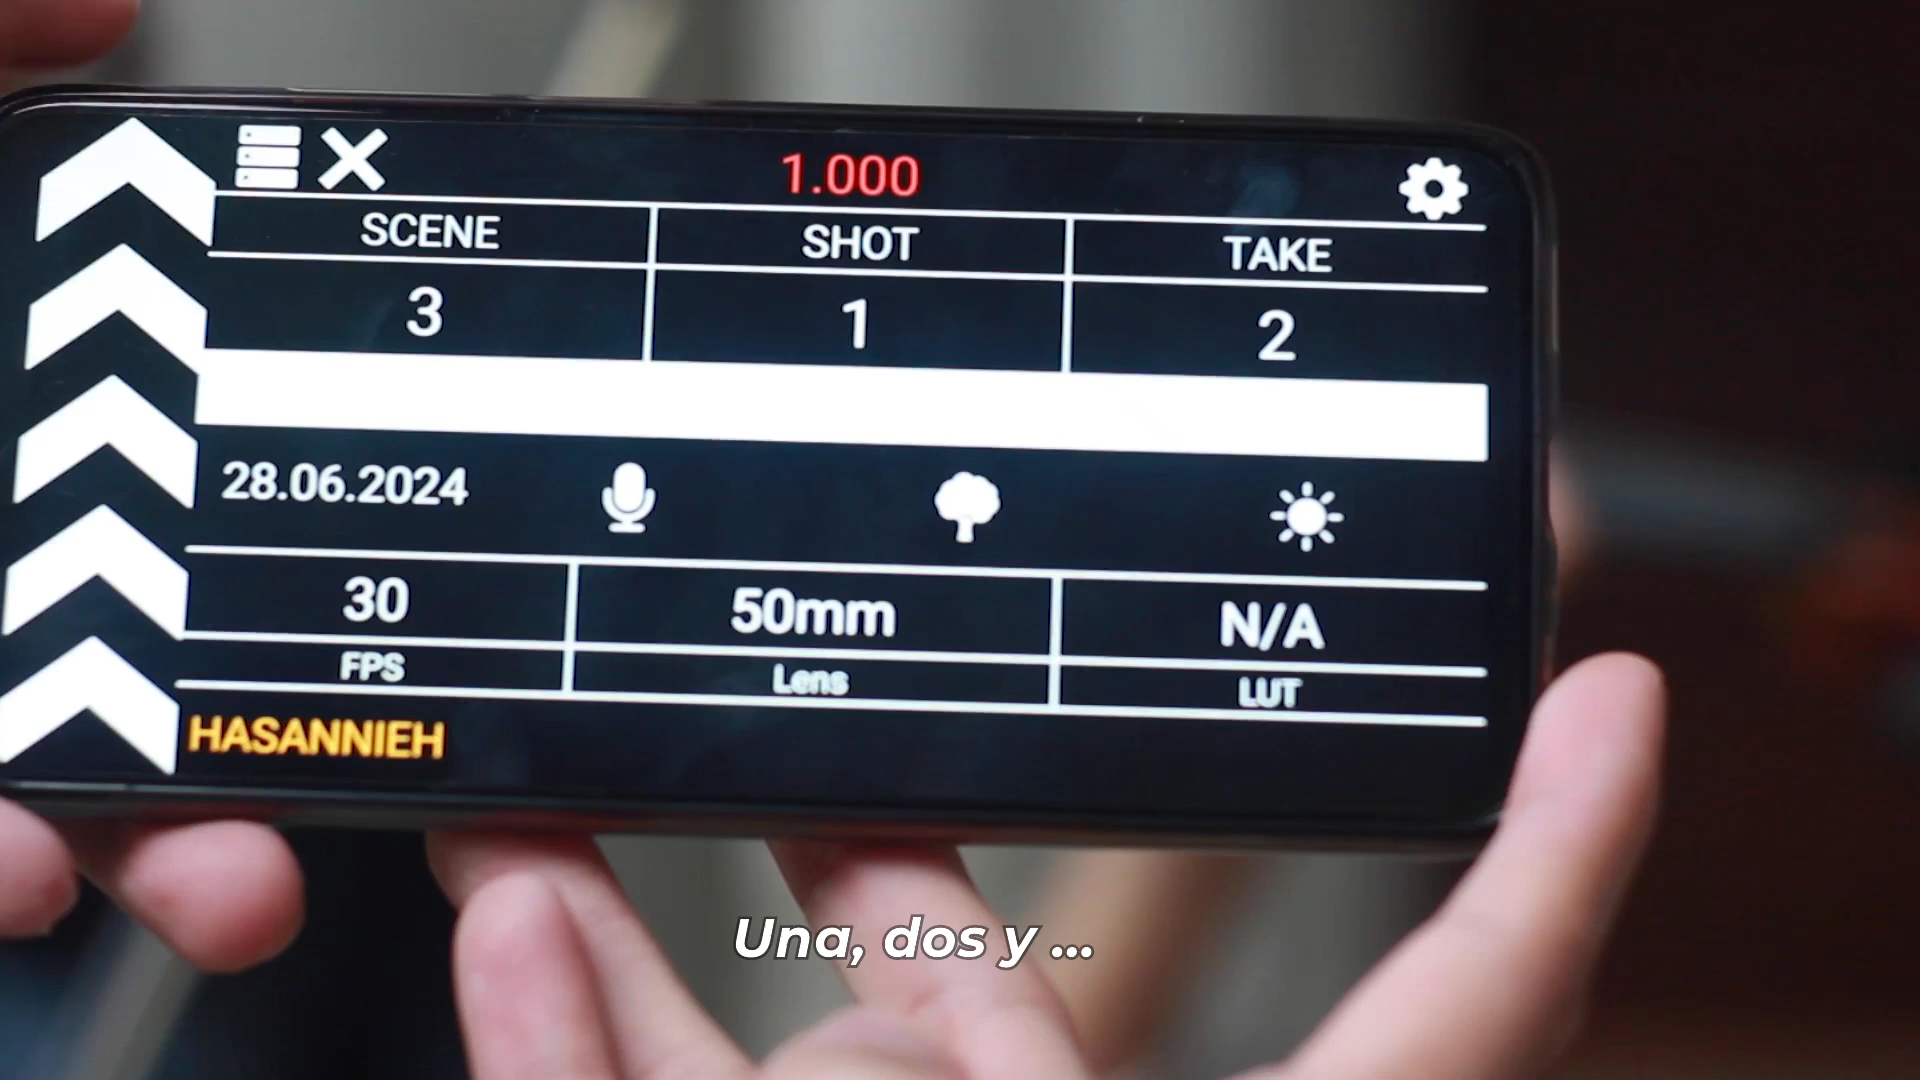 1.000
SCENE SHOT TAKE
3 1 2
28.06.2024
30 50mm N/A
FPS Lens LUT
HASANNIEH
Una, dos y ...